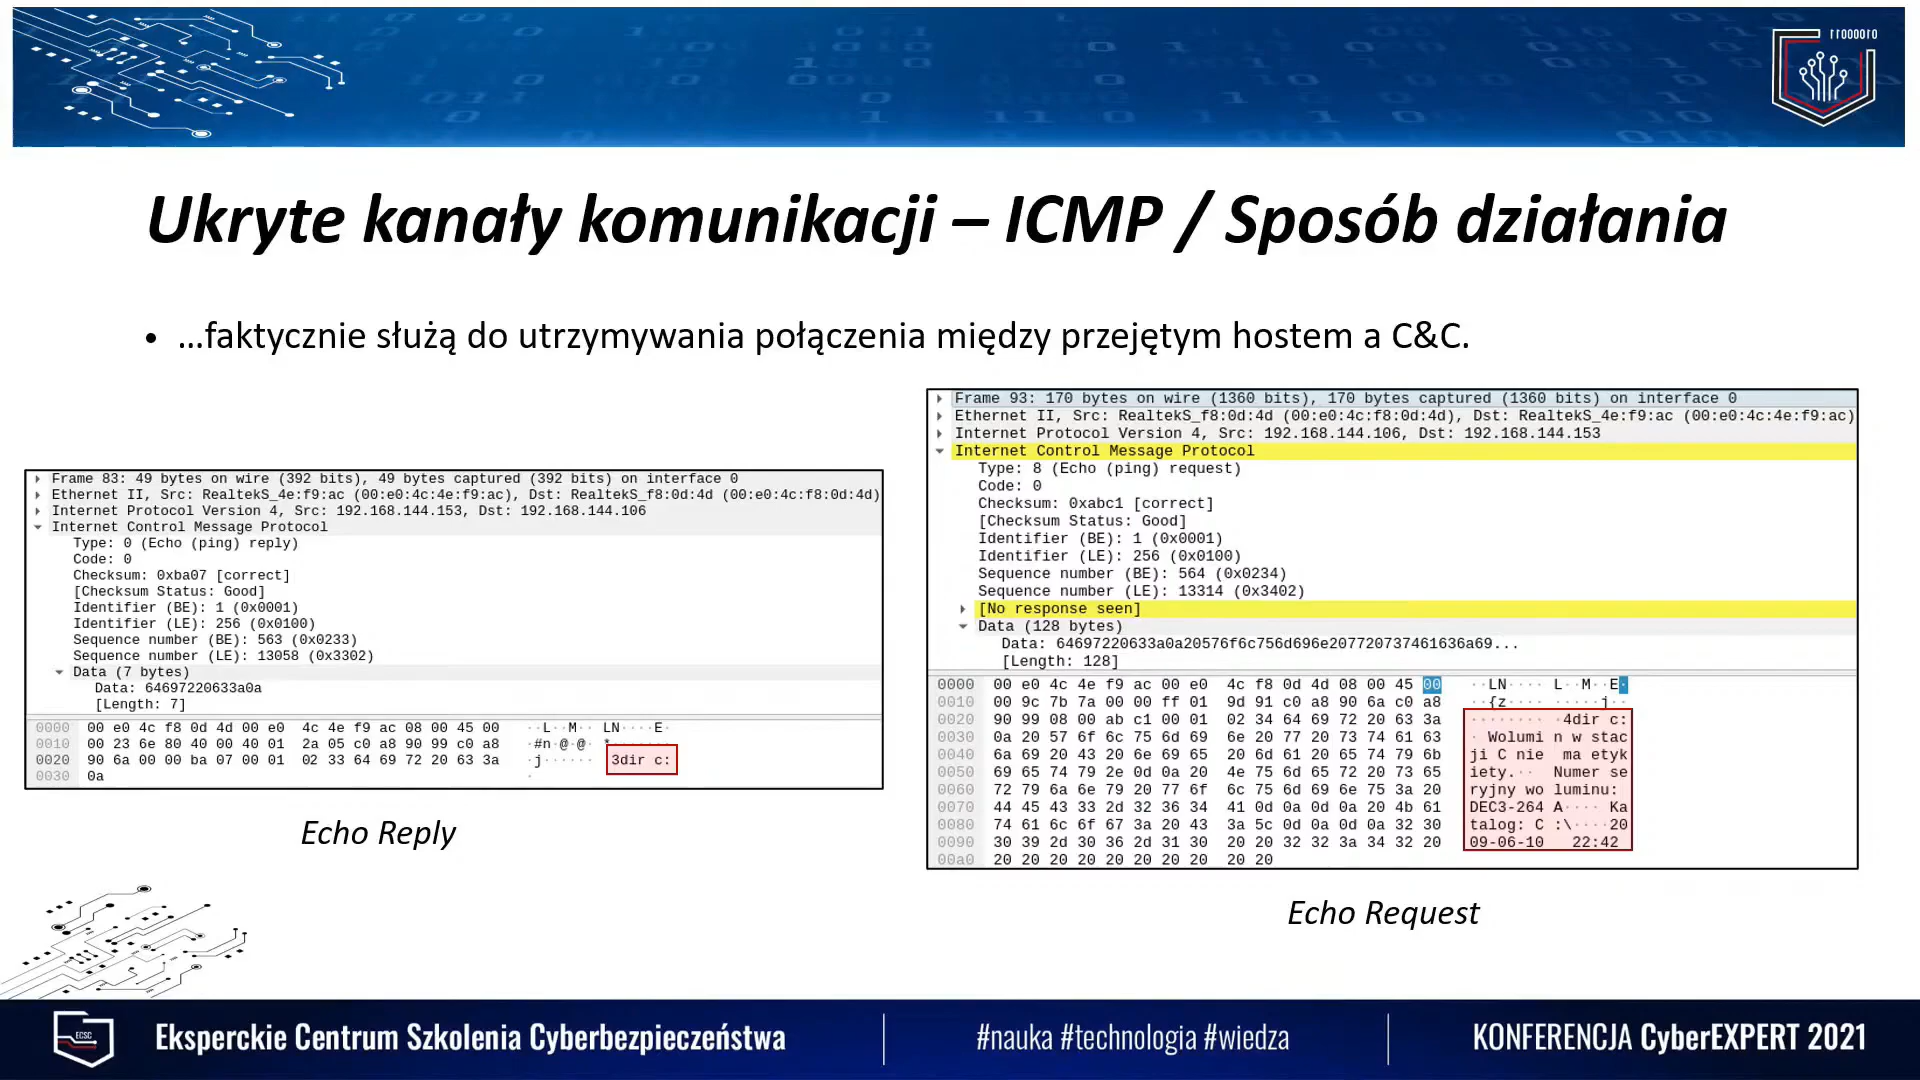 11000010
Ukryte kanały komunikacji – ICMP / Sposób działania
• …faktycznie służą do utrzymywania połączenia między przejętym hostem a C&C.
Frame 83: 49 bytes on wire (392 bits), 49 bytes captured (392 bits) on interface 0
Ethernet II, Src: RealtekS_4e:f9:ac (00:e0:4c:4e:f9:ac), Dst: RealtekS_f8:0d:4d (00:e0:4c:f8:0d:4d)
Internet Protocol Version 4, Src: 192.168.144.153, Dst: 192.168.144.106
Internet Control Message Protocol
Type: 0 (Echo (ping) reply)
Code: 0
Checksum: 0xba07 [correct]
[Checksum Status: Good]
Identifier (BE): 1 (0x0001)
Identifier (LE): 256 (0x0100)
Sequence number (BE): 563 (0x0233)
Sequence number (LE): 13058 (0x3302)
Data (7 bytes)
Data: 64697220633a0a
[Length: 7]
0000 00 e0 4c f8 0d 4d 00 e0 4c 4e f9 ac 08 00 45 00 ··L··M·· LN····E·
0010 00 23 6e 80 40 00 40 01 2a 05 c0 a8 90 99 c0 a8 ·#n·@·@· *·······
0020 90 6a 00 00 ba 07 00 01 02 33 64 69 72 20 63 3a ·j······ ·3dir c:
0030 0a ·
Echo Reply
Frame 93: 170 bytes on wire (1360 bits), 170 bytes captured (1360 bits) on interface 0
Ethernet II, Src: RealtekS_f8:0d:4d (00:e0:4c:f8:0d:4d), Dst: RealtekS_4e:f9:ac (00:e0:4c:4e:f9:ac)
Internet Protocol Version 4, Src: 192.168.144.106, Dst: 192.168.144.153
Internet Control Message Protocol
Type: 8 (Echo (ping) request)
Code: 0
Checksum: 0xabc1 [correct]
[Checksum Status: Good]
Identifier (BE): 1 (0x0001)
Identifier (LE): 256 (0x0100)
Sequence number (BE): 564 (0x0234)
Sequence number (LE): 13314 (0x3402)
[No response seen]
Data (128 bytes)
Data: 64697220633a0a20576f6c756d696e207720737461636a69...
[Length: 128]
0000 00 e0 4c 4e f9 ac 00 e0 4c f8 0d 4d 08 00 45 00 ··LN···· L··M··E·
0010 00 9c 7b 7a 00 00 ff 01 9d 91 c0 a8 90 6a c0 a8 ··{z···· ·····j··
0020 90 99 08 00 ab c1 00 01 02 34 64 69 72 20 63 3a ········ ·4dir c:
0030 0a 20 57 6f 6c 75 6d 69 6e 20 77 20 73 74 61 63 · Wolumi n w stac
0040 6a 69 20 43 20 6e 69 65 20 6d 61 20 65 74 79 6b ji C nie ma etyk
0050 69 65 74 79 2e 0d 0a 20 4e 75 6d 65 72 20 73 65 iety.·· Numer se
0060 72 79 6a 6e 79 20 77 6f 6c 75 6d 69 6e 75 3a 20 ryjny wo luminu:
0070 44 45 43 33 2d 32 36 34 41 0d 0a 0d 0a 20 4b 61 DEC3-264 A···· Ka
0080 74 61 6c 6f 67 3a 20 43 3a 5c 0d 0a 0d 0a 32 30 talog: C :\····20
0090 30 39 2d 30 36 2d 31 30 20 20 32 32 3a 34 32 20 09-06-10 22:42
00a0 20 20 20 20 20 20 20 20 20 20
Echo Request
ECSC
Eksperckie Centrum Szkolenia Cyberbezpieczeństwa
#nauka #technologia #wiedza
KONFERENCJA CyberEXPERT 2021